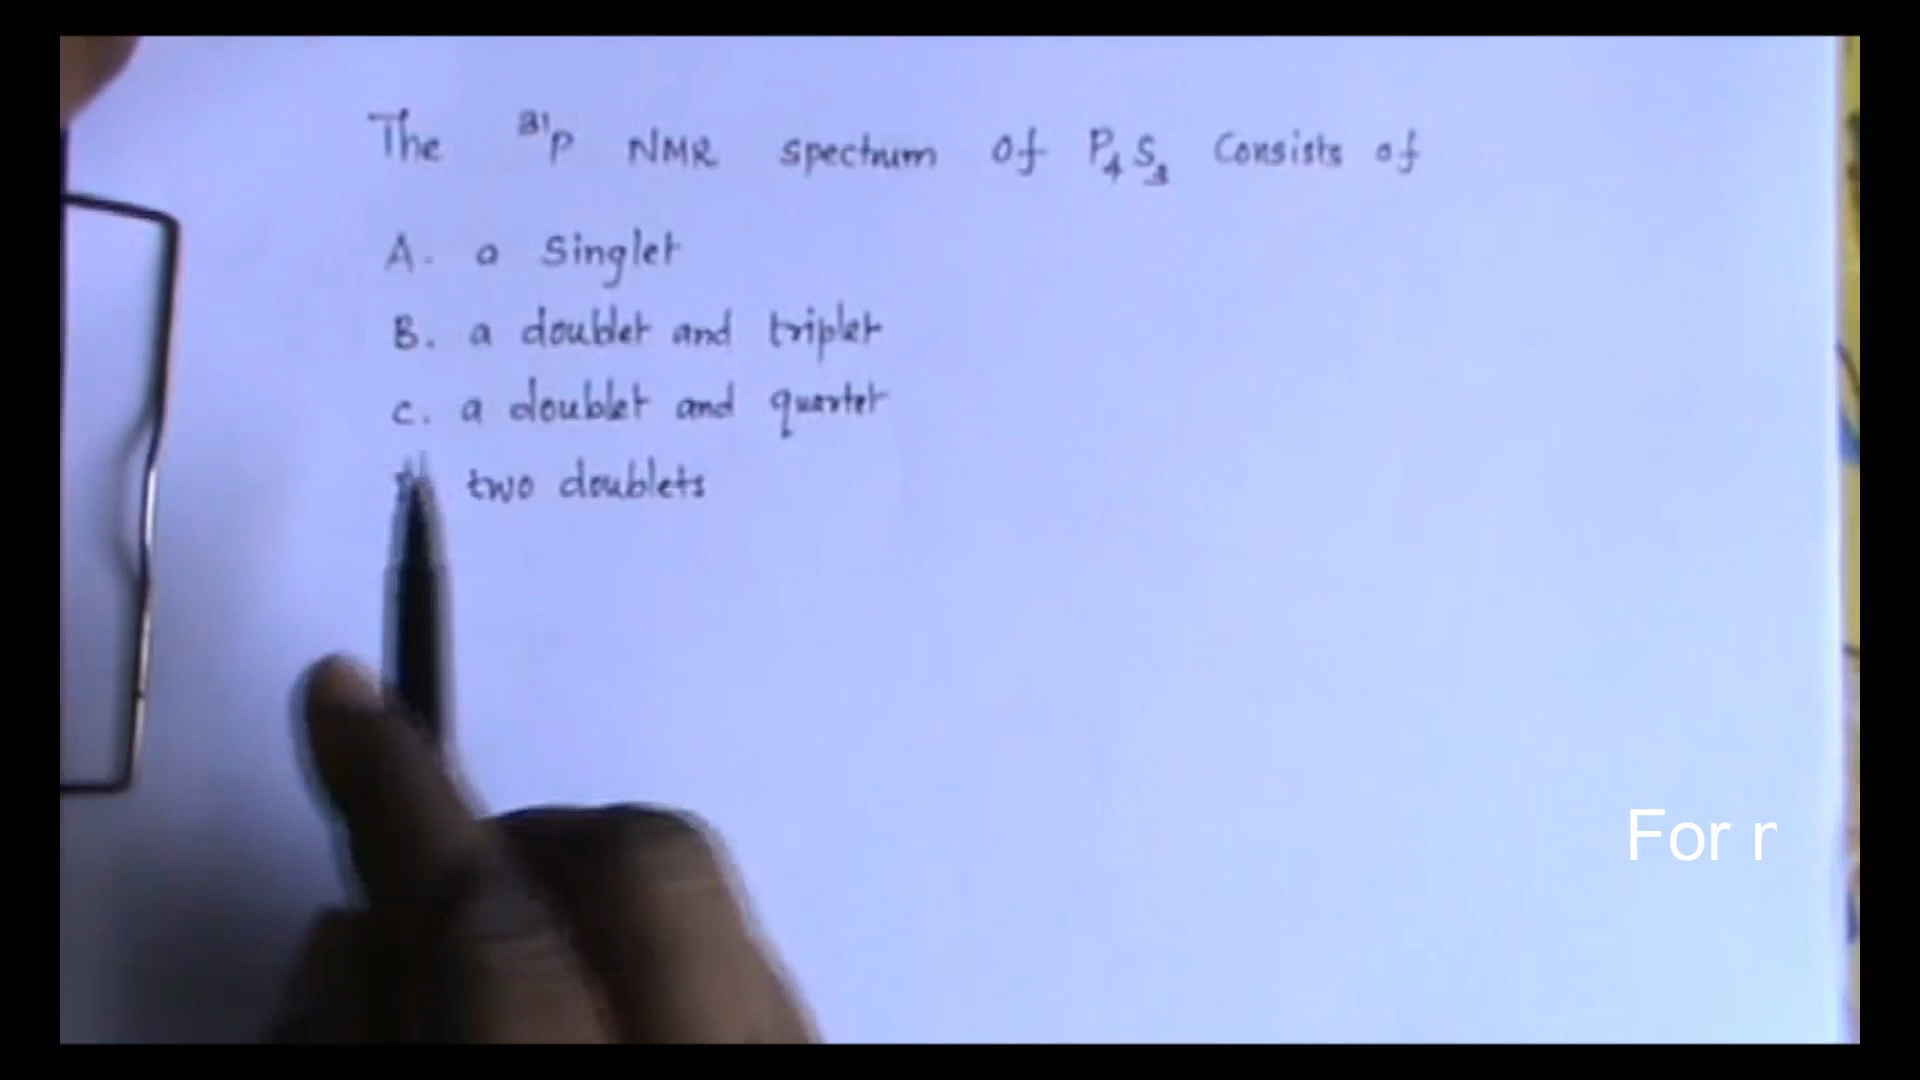 The ³¹P NMR spectrum of P₄S₃ consists of
A. a singlet
B. a doublet and triplet
C. a doublet and quartet
two doublets
For r